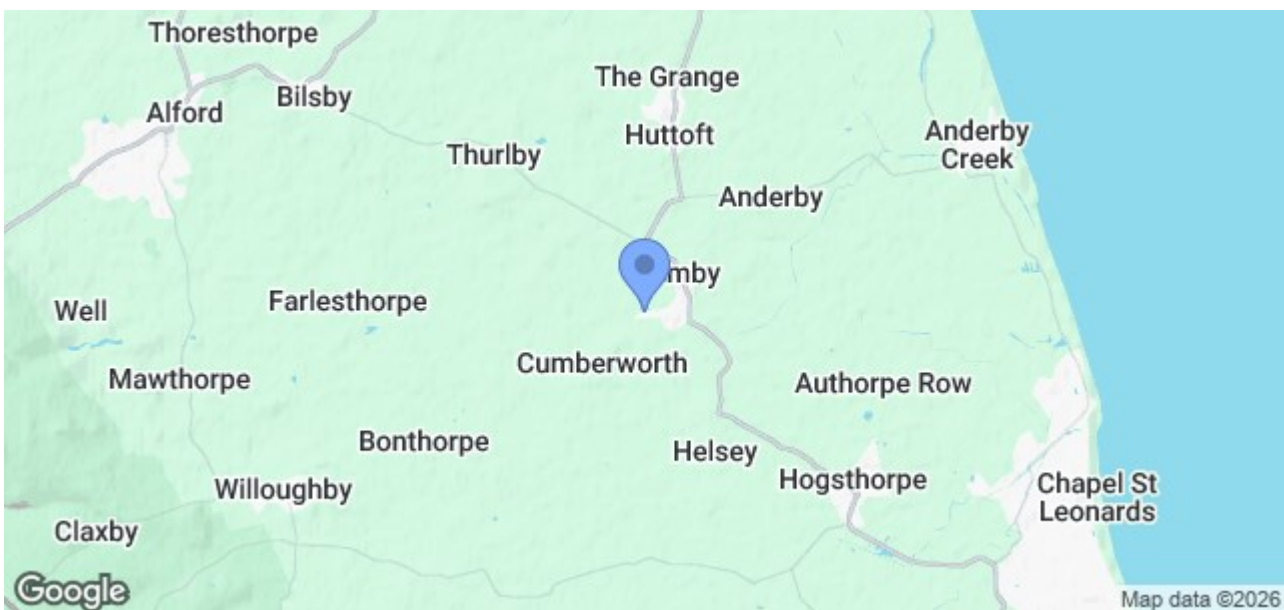 Thoresthorpe
The Grange
Bilsby
Alford
Huttoft
Anderby
Creek
Thurlby
Anderby
mby
Well
Farlesthorpe
Cumberworth
Mawthorpe
Authorpe Row
Bonthorpe
Helsey
Hogsthorpe
Willoughby
Chapel St
Leonards
Claxby
Google
Map data ©2026